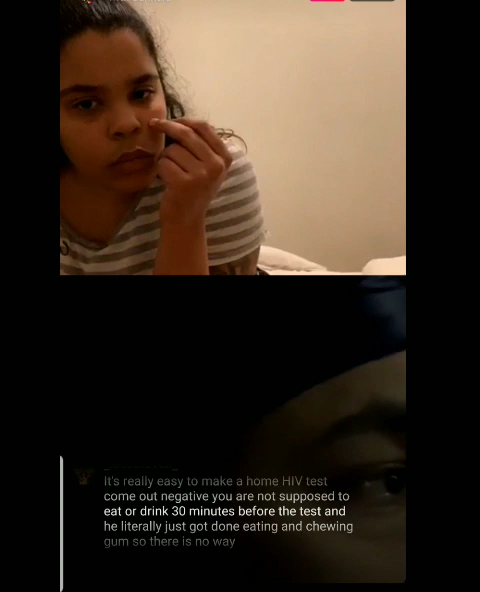 It's really easy to make a home HIV test
come out negative you are not supposed to
eat or drink 30 minutes before the test and
he literally just got done eating and chewing
gum so there is no way